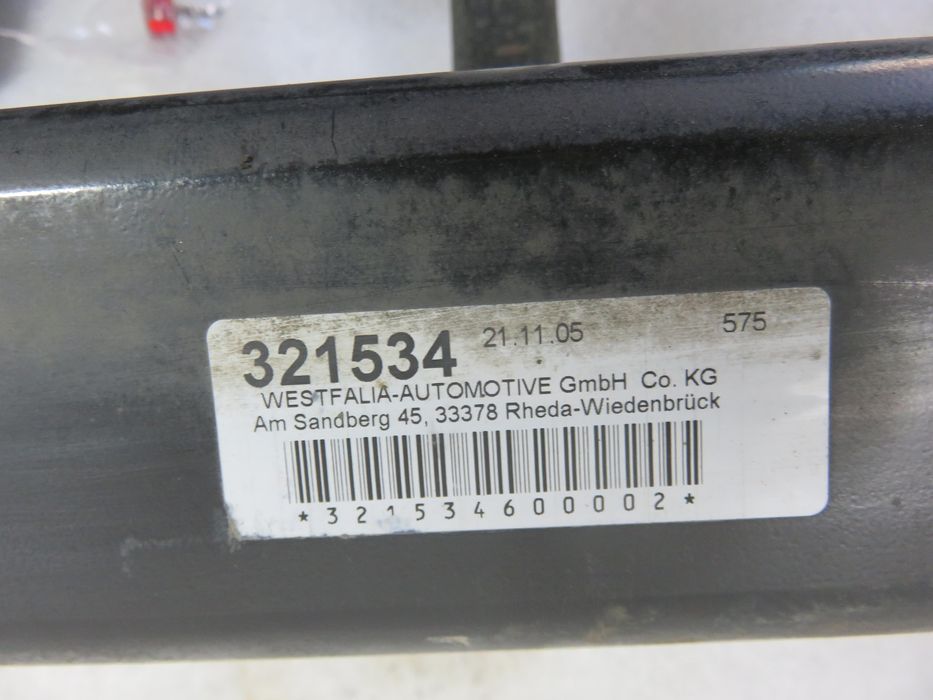 321534 21.11.05 575
WESTFALIA-AUTOMOTIVE GmbH Co. KG
Am Sandberg 45, 33378 Rheda-Wiedenbrück
*321534600002*